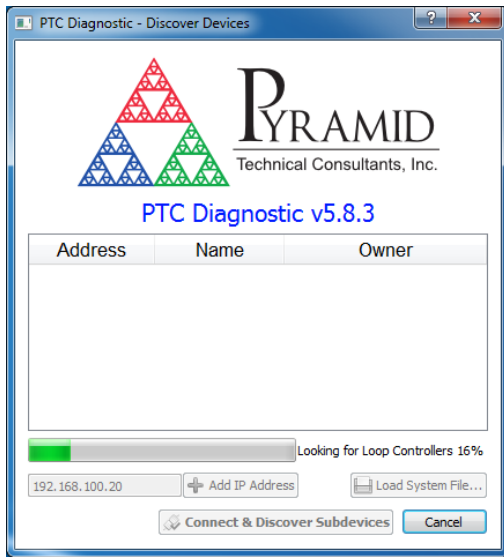 PTC Diagnostic - Discover Devices
PYRAMID
Technical Consultants, Inc.
PTC Diagnostic v5.8.3
Address Name Owner
Looking for Loop Controllers 16%
192.168.100.20 Add IP Address Load System File...
Connect & Discover Subdevices Cancel